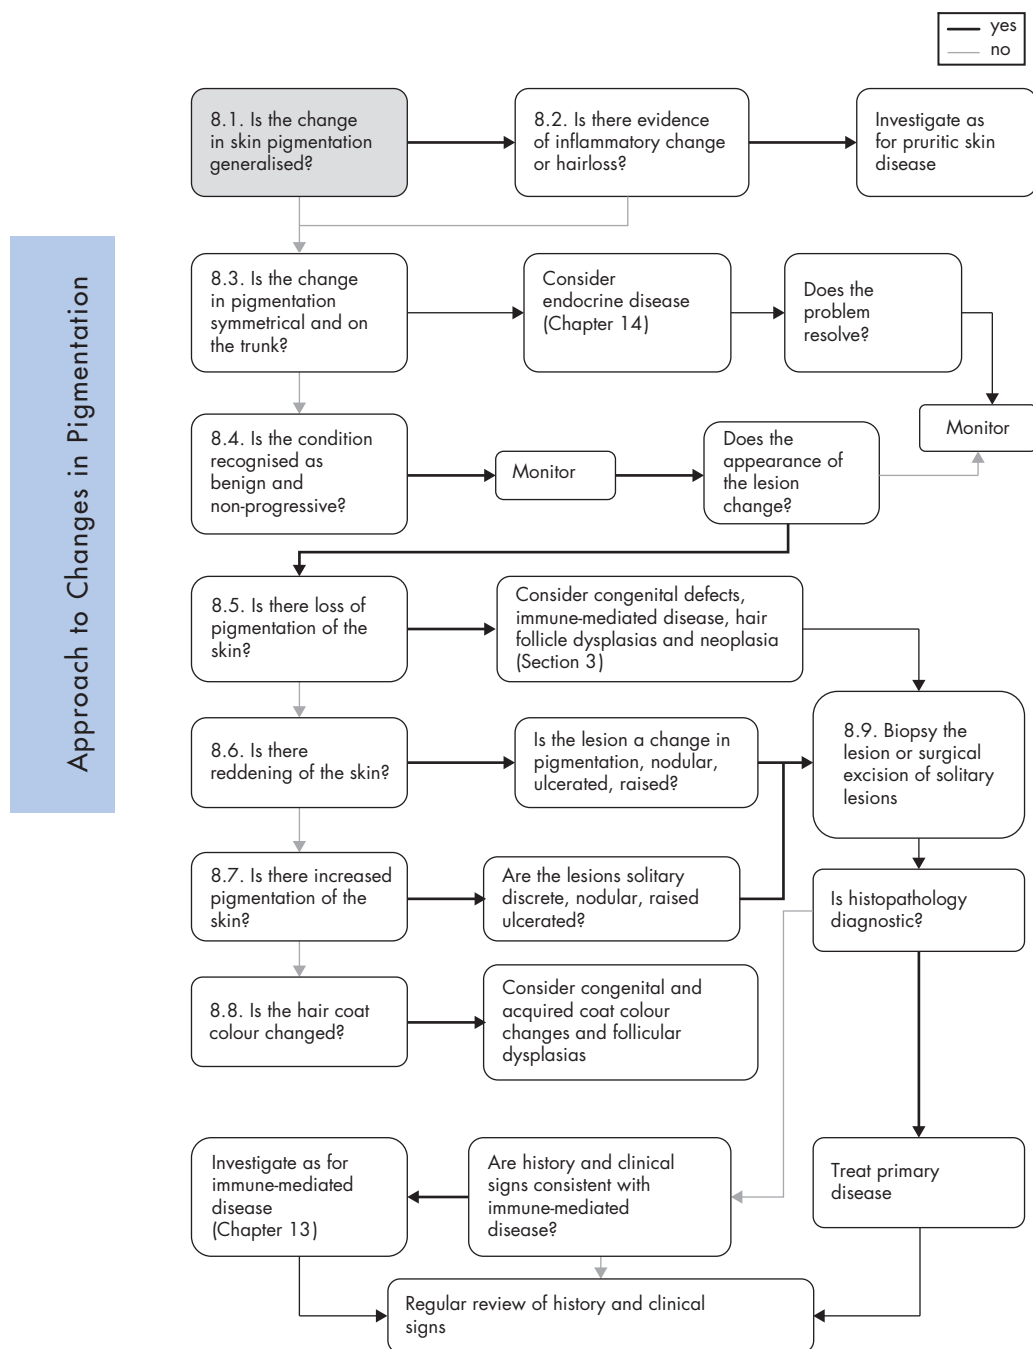 yes
no
Approach to Changes in Pigmentation
8.1. Is the change
in skin pigmentation
generalised?
8.2. Is there evidence
of inflammatory change
or hairloss?
Investigate as
for pruritic skin
disease
8.3. Is the change
in pigmentation
symmetrical and on
the trunk?
Consider
endocrine disease
(Chapter 14)
Does the
problem
resolve?
Monitor
8.4. Is the condition
recognised as
benign and
non-progressive?
Monitor
Does the
appearance of
the lesion
change?
8.5. Is there loss of
pigmentation of the
skin?
Consider congenital defects,
immune-mediated disease, hair
follicle dysplasias and neoplasia
(Section 3)
8.6. Is there
reddening of the skin?
Is the lesion a change in
pigmentation, nodular,
ulcerated, raised?
8.9. Biopsy the
lesion or surgical
excision of solitary
lesions
8.7. Is there increased
pigmentation of the
skin?
Are the lesions solitary
discrete, nodular, raised
ulcerated?
Is histopathology
diagnostic?
8.8. Is the hair coat
colour changed?
Consider congenital and
acquired coat colour
changes and follicular
dysplasias
Investigate as for
immune-mediated
disease
(Chapter 13)
Are history and clinical
signs consistent with
immune-mediated
disease?
Treat primary
disease
Regular review of history and clinical
signs